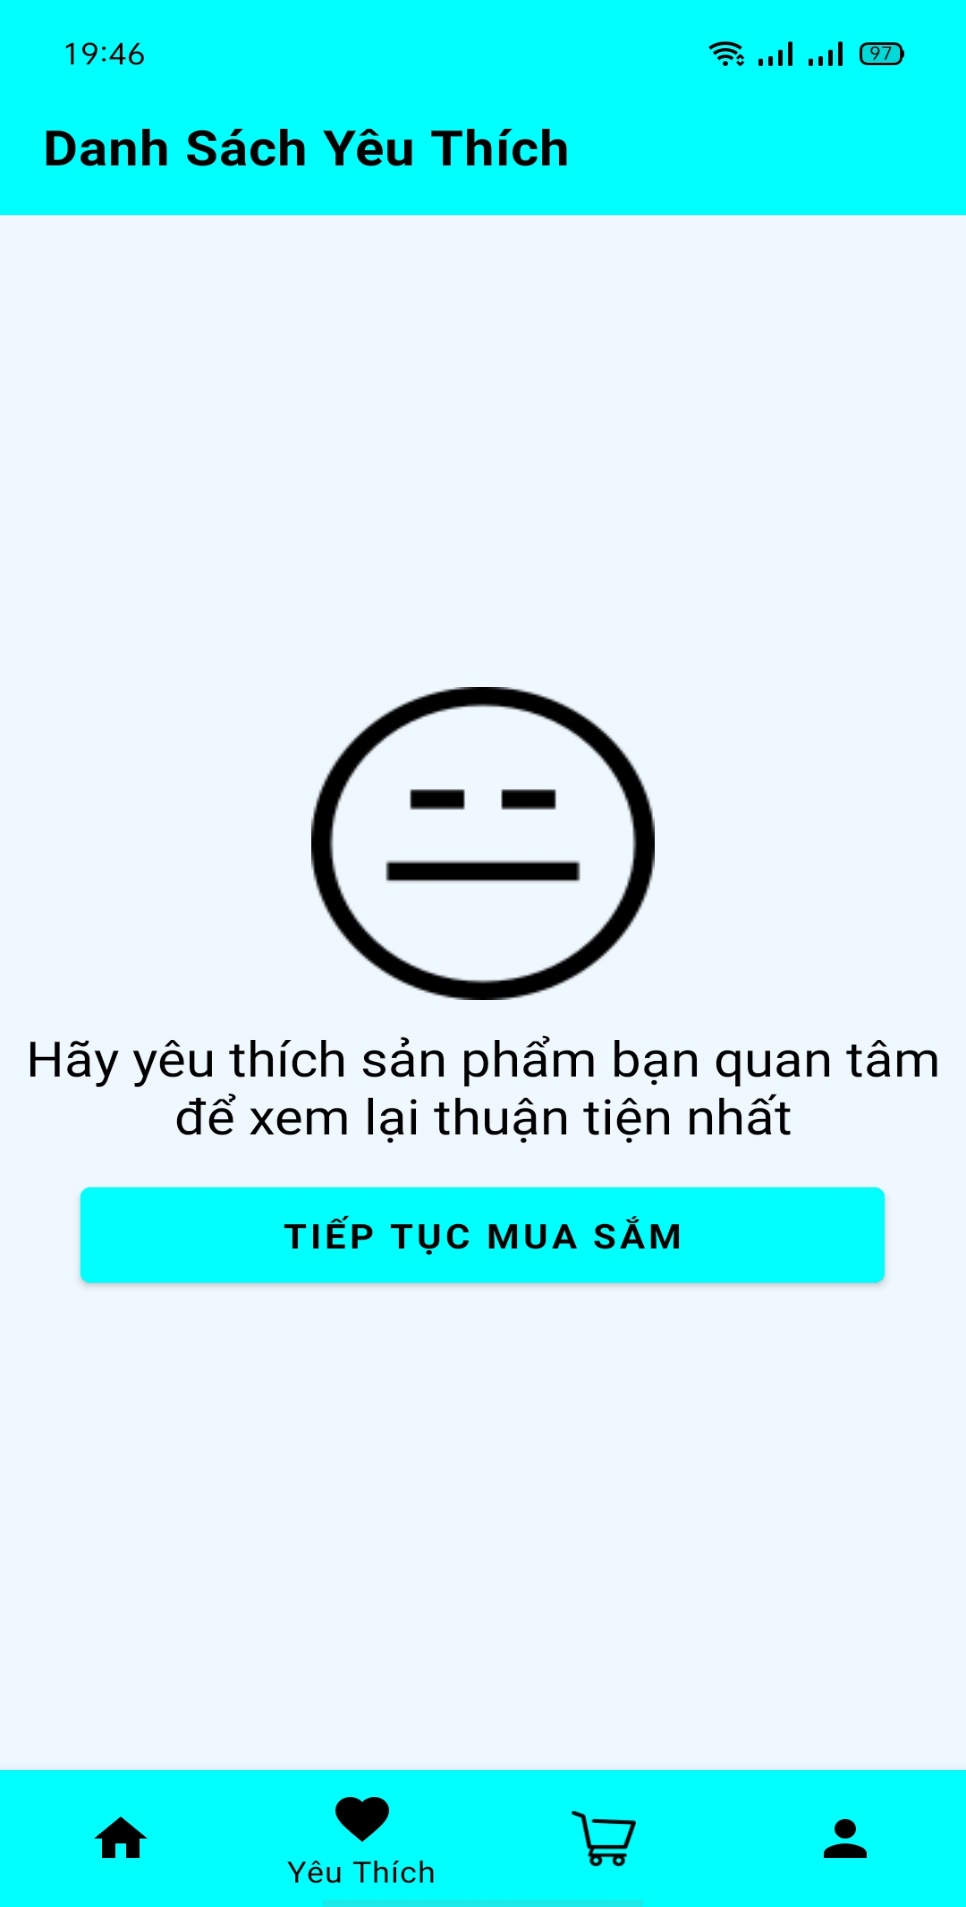 19:46
97
Danh Sách Yêu Thích
Hãy yêu thích sản phẩm bạn quan tâm
để xem lại thuận tiện nhất
TIẾP TỤC MUA SẮM
Yêu Thích